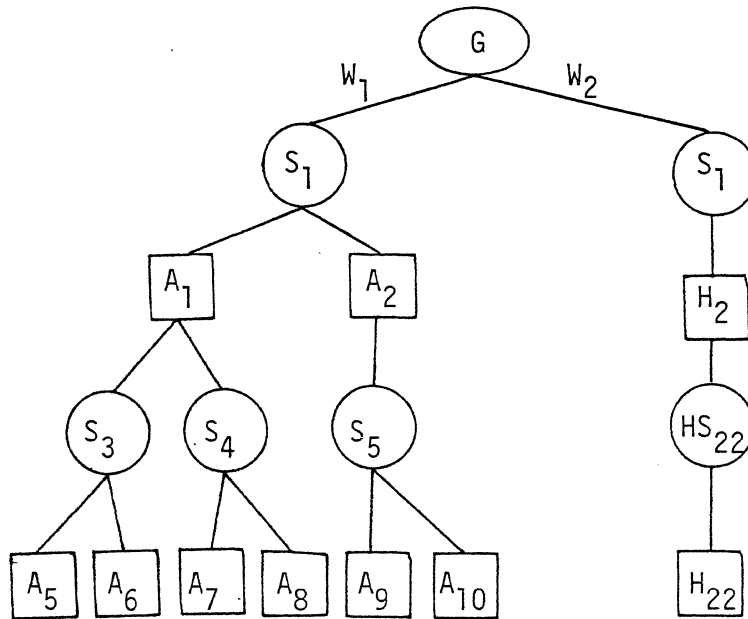 G
W₁ W₂
S₁ S₁
A₁ A₂ H₂
S₃ S₄ S₅ HS₂₂
A₅ A₆ A₇ A₈ A₉ A₁₀ H₂₂